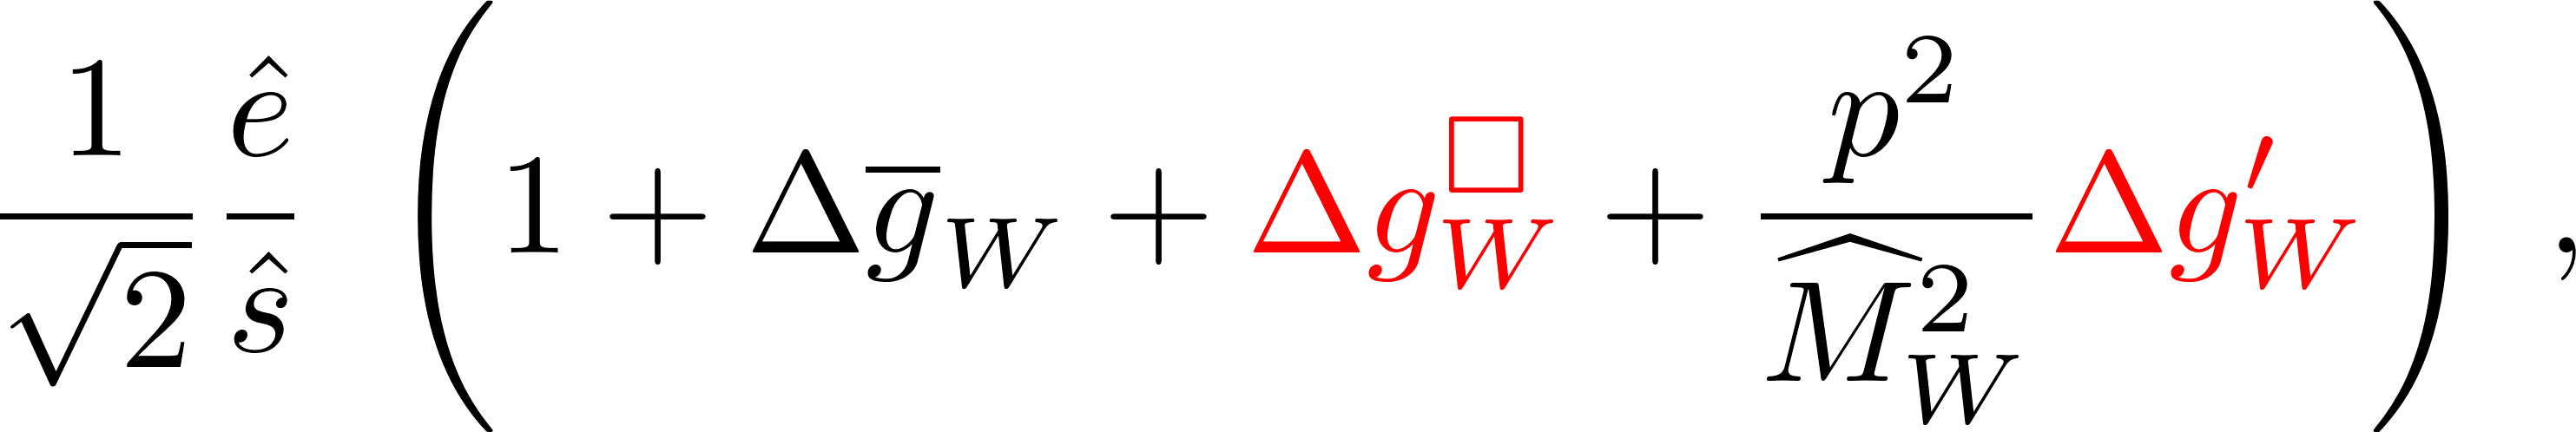 \frac{1}{\sqrt{2}} \frac{\hat{e}}{\hat{s}} \left( 1 + \Delta \overline{g}_W + \Delta g_W^{\square} + \frac{p^2}{\widehat{M}_W^2} \Delta g'_W \right) ,